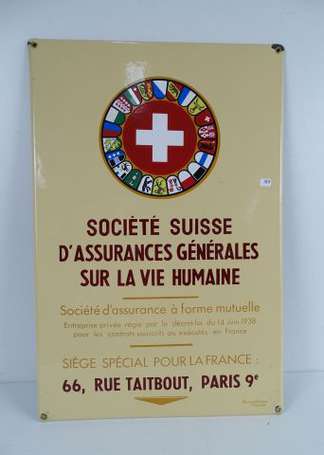 SOCIÉTÉ SUISSE
D'ASSURANCES GÉNÉRALES
SUR LA VIE HUMAINE
Société d'assurance à forme mutuelle
Entreprise privée régie par le décret-loi du 14 juin 1938
pour les contrats souscrits ou exécutés en France
SIÈGE SPÉCIAL POUR LA FRANCE :
66, RUE TAITBOUT, PARIS 9e